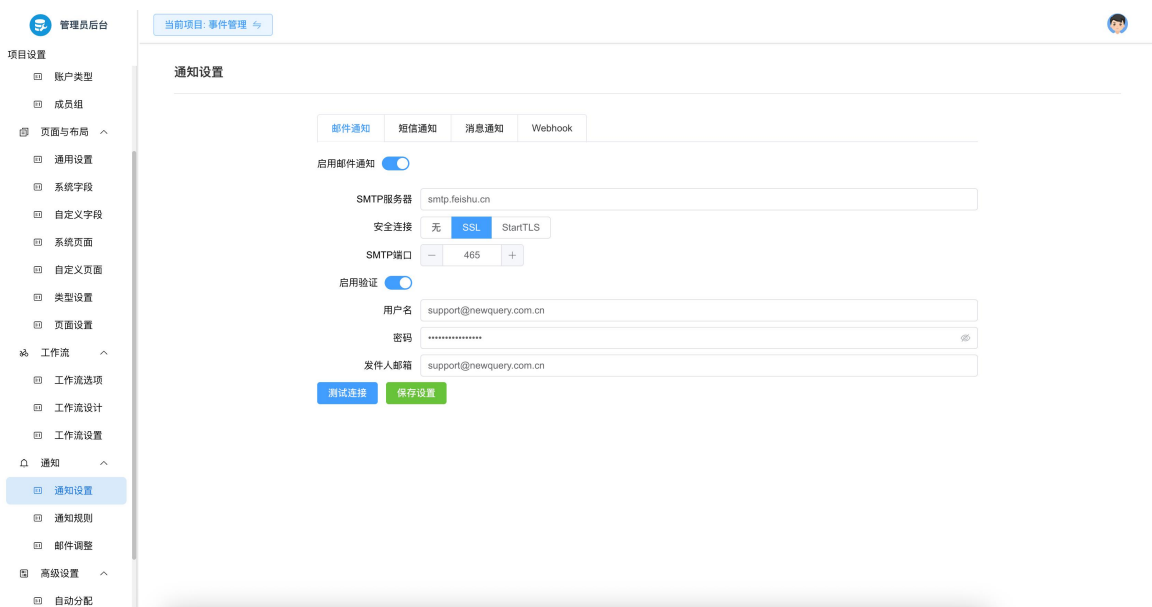 管理员后台
当前项目: 事件管理
项目设置
账户类型
成员组
页面与布局
通用设置
系统字段
自定义字段
系统页面
自定义页面
类型设置
页面设置
工作流
工作流选项
工作流设计
工作流设置
通知
通知设置
通知规则
邮件调整
高级设置
自动分配
通知设置
邮件通知 短信通知 消息通知 Webhook
启用邮件通知
SMTP服务器 smtp.feishu.cn
安全连接 无 SSL StartTLS
SMTP端口 465
启用验证
用户名 support@newquery.com.cn
密码 ••••••••••••••••
发件人邮箱 support@newquery.com.cn
测试连接 保存设置